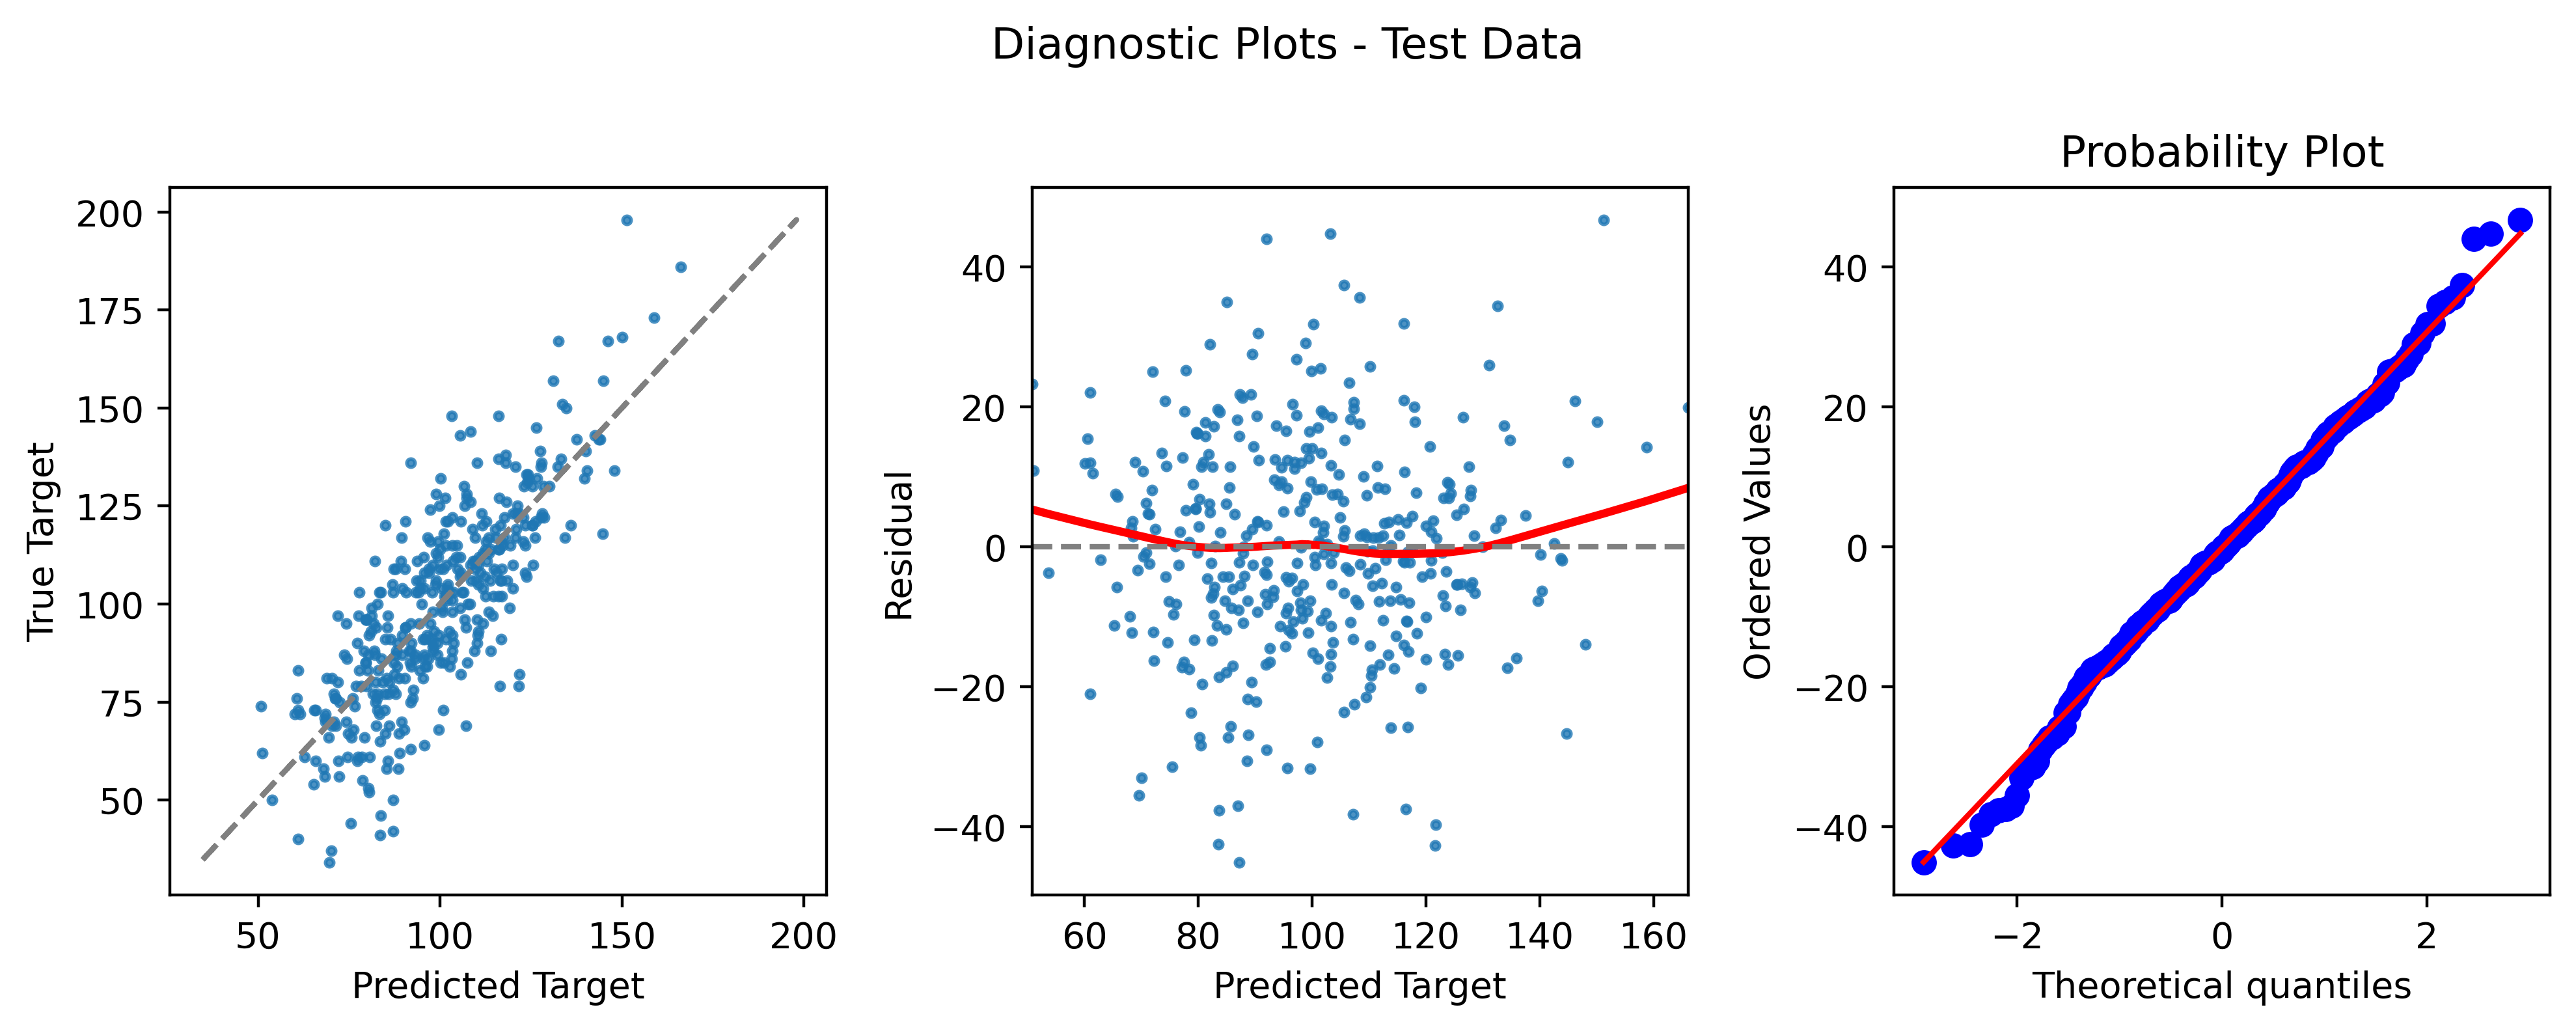 Diagnostic Plots - Test Data
True Target
200
175
150
125
100
75
50
50 100 150 200
Predicted Target
Residual
40
20
0
−20
−40
60 80 100 120 140 160
Predicted Target
Probability Plot
Ordered Values
40
20
0
−20
−40
−2 0 2
Theoretical quantiles